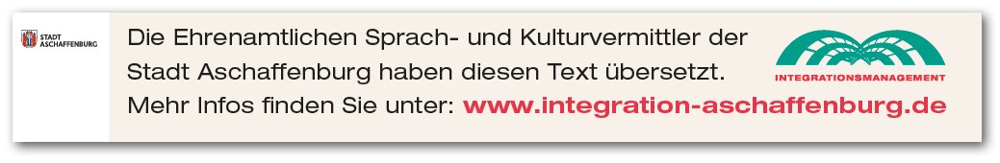 STADT
ASCHAFFENBURG
Die Ehrenamtlichen Sprach- und Kulturvermittler der
Stadt Aschaffenburg haben diesen Text übersetzt.
Mehr Infos finden Sie unter: www.integration-aschaffenburg.de
INTEGRATIONSMANAGEMENT